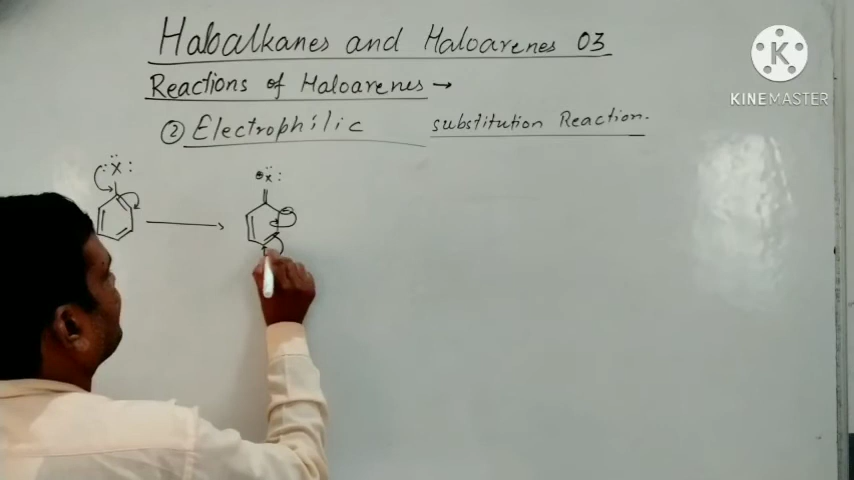 Haloalkanes and Haloarenes 03
K
KINEMASTER
Reactions of Haloarenes →
② Electrophilic substitution Reaction.
:Ẍ:
⊕Ẍ: